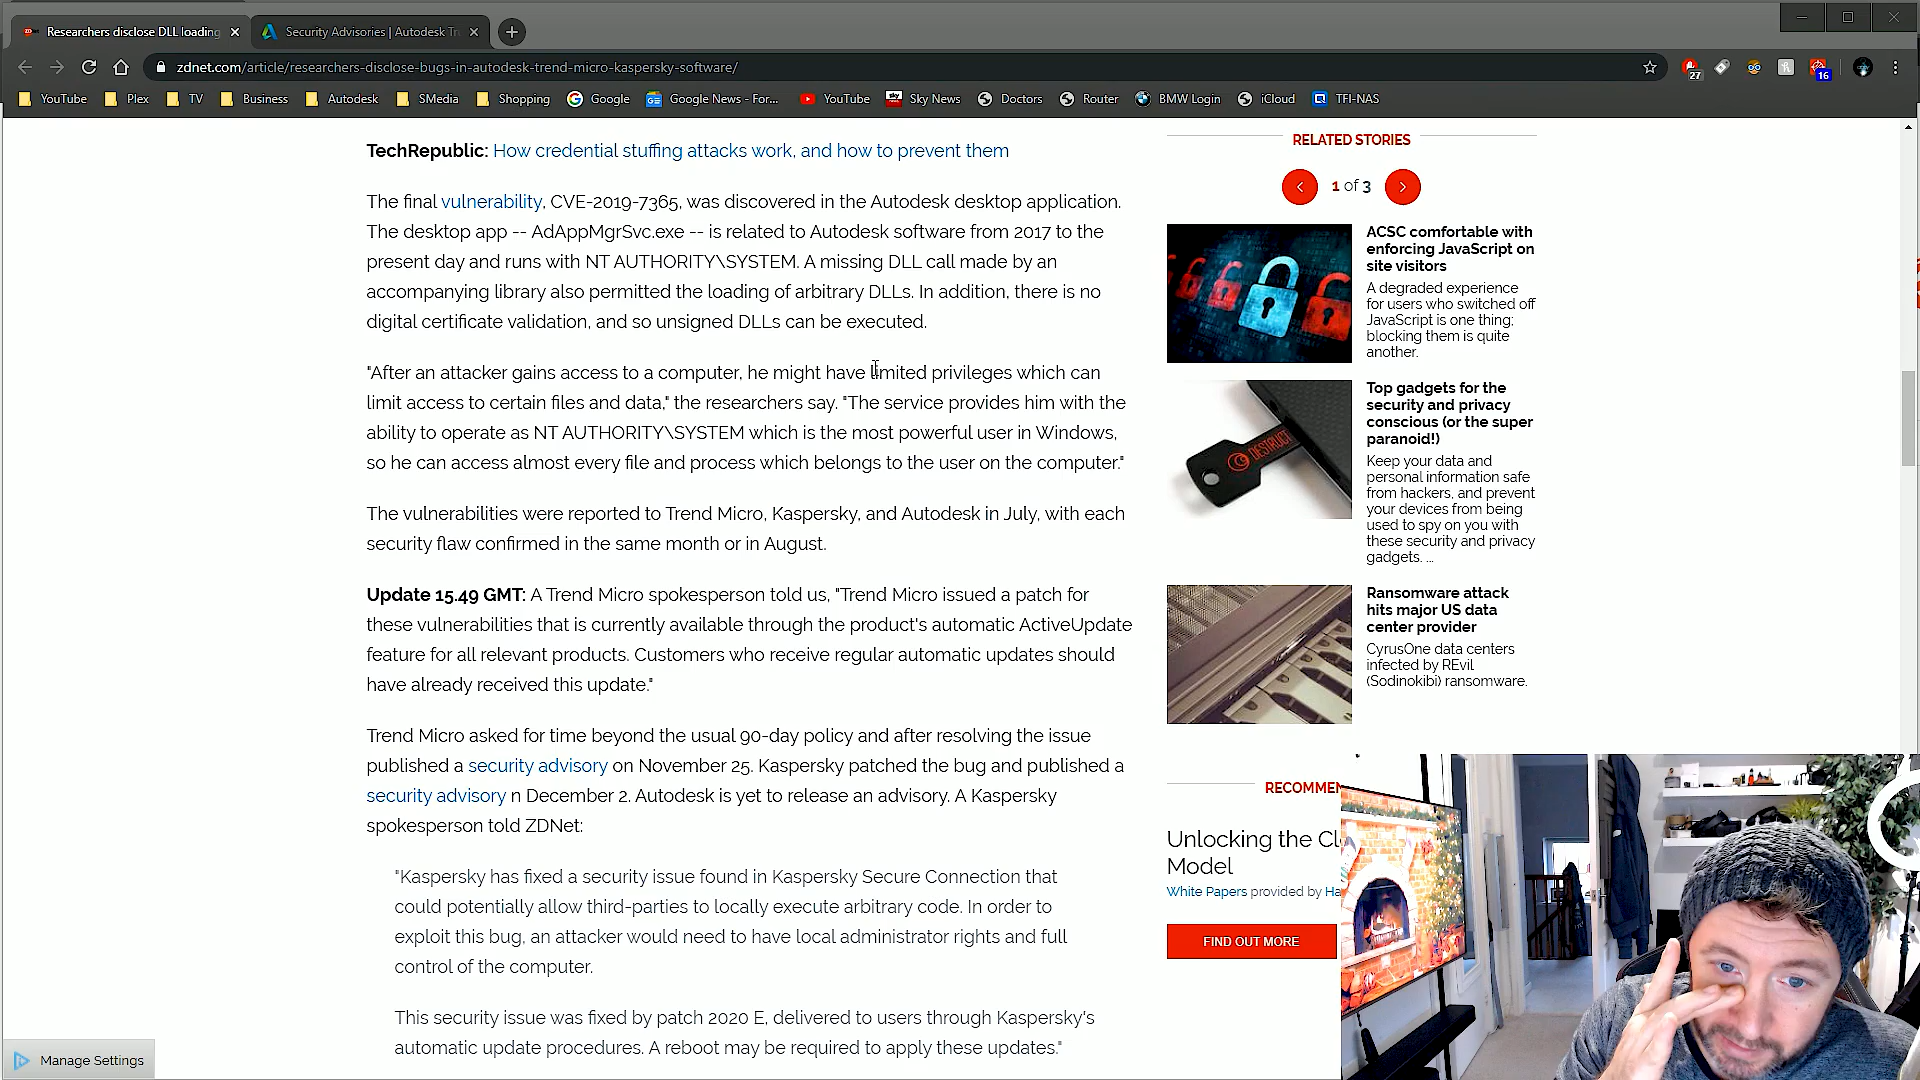 Researchers disclose DLL loading
Security Advisories | Autodesk Tr
zdnet.com/article/researchers-disclose-bugs-in-autodesk-trend-micro-kaspersky-software/
27
16
YouTube
Plex
TV
Business
Autodesk
SMedia
Shopping
Google
Google News - For...
YouTube
Sky News
Doctors
Router
BMW Login
iCloud
TFI-NAS
TechRepublic: How credential stuffing attacks work, and how to prevent them
The final vulnerability, CVE-2019-7365, was discovered in the Autodesk desktop application.
The desktop app -- AdAppMgrSvc.exe -- is related to Autodesk software from 2017 to the
present day and runs with NT AUTHORITY\SYSTEM. A missing DLL call made by an
accompanying library also permitted the loading of arbitrary DLLs. In addition, there is no
digital certificate validation, and so unsigned DLLs can be executed.
"After an attacker gains access to a computer, he might have limited privileges which can
limit access to certain files and data," the researchers say. "The service provides him with the
ability to operate as NT AUTHORITY\SYSTEM which is the most powerful user in Windows,
so he can access almost every file and process which belongs to the user on the computer."
The vulnerabilities were reported to Trend Micro, Kaspersky, and Autodesk in July, with each
security flaw confirmed in the same month or in August.
Update 15.49 GMT: A Trend Micro spokesperson told us, "Trend Micro issued a patch for
these vulnerabilities that is currently available through the product's automatic ActiveUpdate
feature for all relevant products. Customers who receive regular automatic updates should
have already received this update."
Trend Micro asked for time beyond the usual 90-day policy and after resolving the issue
published a security advisory on November 25. Kaspersky patched the bug and published a
security advisory n December 2. Autodesk is yet to release an advisory. A Kaspersky
spokesperson told ZDNet:
"Kaspersky has fixed a security issue found in Kaspersky Secure Connection that
could potentially allow third-parties to locally execute arbitrary code. In order to
exploit this bug, an attacker would need to have local administrator rights and full
control of the computer.
This security issue was fixed by patch 2020 E, delivered to users through Kaspersky's
automatic update procedures. A reboot may be required to apply these updates."
Manage Settings
RELATED STORIES
1 of 3
ACSC comfortable with
enforcing JavaScript on
site visitors
A degraded experience
for users who switched off
JavaScript is one thing;
blocking them is quite
another.
DESTRUCT
Top gadgets for the
security and privacy
conscious (or the super
paranoid!)
Keep your data and
personal information safe
from hackers, and prevent
your devices from being
used to spy on you with
these security and privacy
gadgets. ...
Ransomware attack
hits major US data
center provider
CyrusOne data centers
infected by REvil
(Sodinokibi) ransomware.
RECOMMEN
Unlocking the Cl
Model
White Papers provided by Ha
FIND OUT MORE